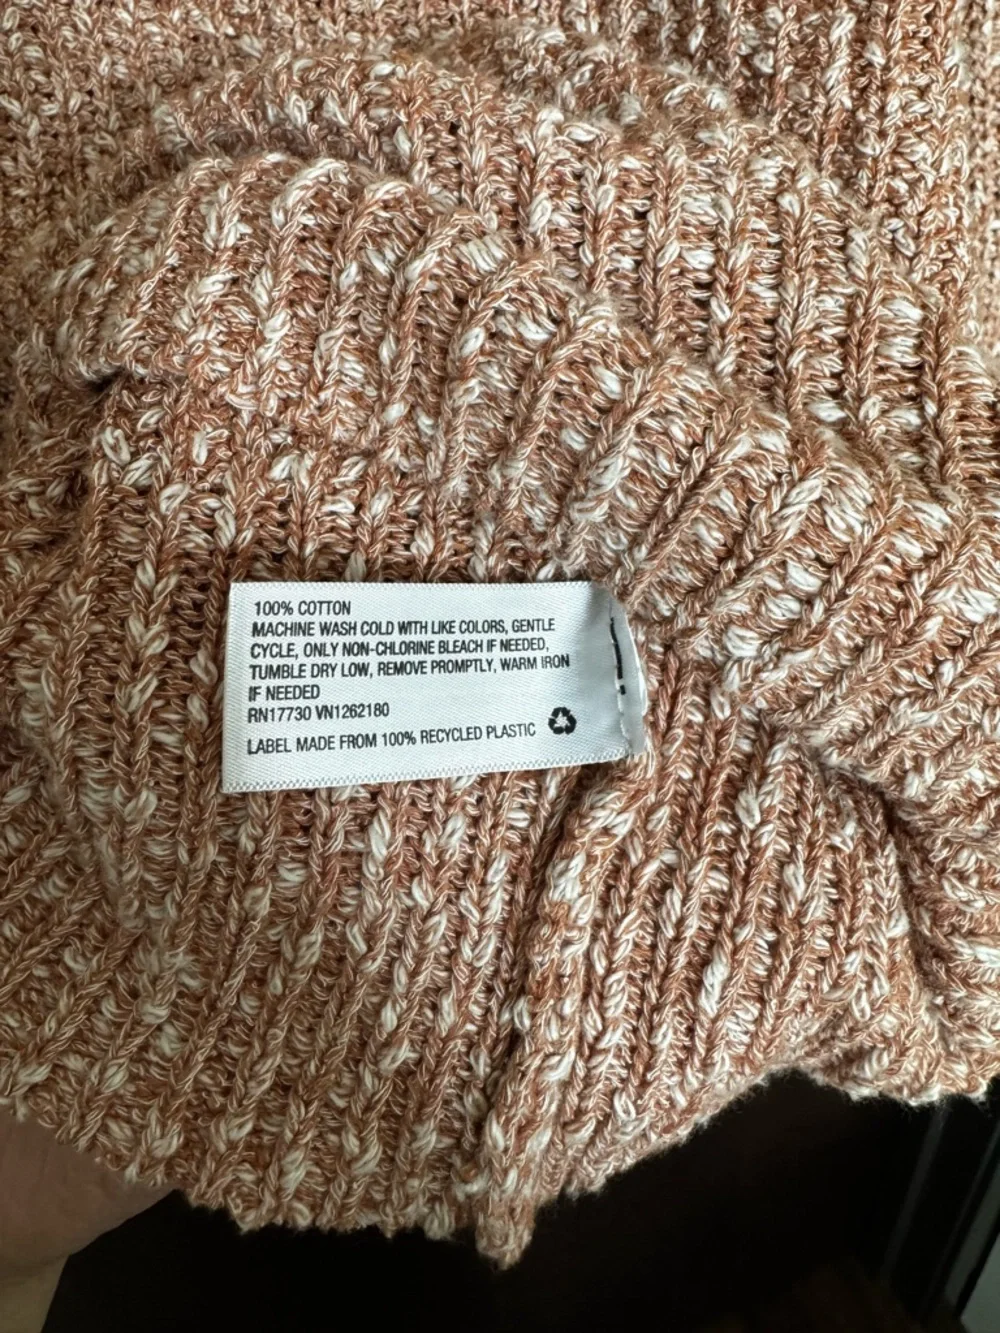 100% COTTON
MACHINE WASH COLD WITH LIKE COLORS, GENTLE
CYCLE, ONLY NON-CHLORINE BLEACH IF NEEDED,
TUMBLE DRY LOW, REMOVE PROMPTLY, WARM IRON
IF NEEDED
RN17730 VN1262180
LABEL MADE FROM 100% RECYCLED PLASTIC